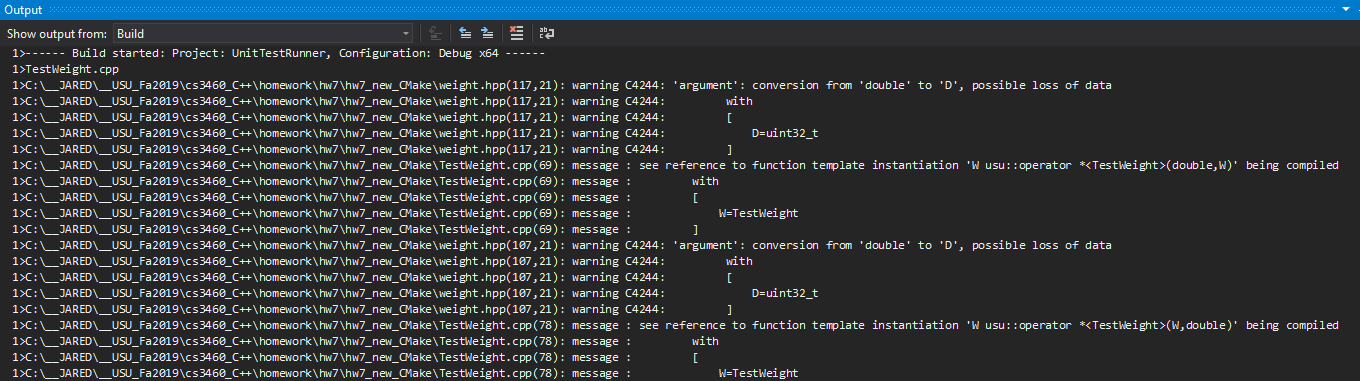 Output
Show output from: Build
1>------ Build started: Project: UnitTestRunner, Configuration: Debug x64 ------
1>TestWeight.cpp
1>C:\__JARED\__USU_Fa2019\cs3460_C++\homework\hw7\hw7_new_CMake\weight.hpp(117,21): warning C4244: 'argument': conversion from 'double' to 'D', possible loss of data
1>C:\__JARED\__USU_Fa2019\cs3460_C++\homework\hw7\hw7_new_CMake\weight.hpp(117,21): warning C4244:         with
1>C:\__JARED\__USU_Fa2019\cs3460_C++\homework\hw7\hw7_new_CMake\weight.hpp(117,21): warning C4244:         [
1>C:\__JARED\__USU_Fa2019\cs3460_C++\homework\hw7\hw7_new_CMake\weight.hpp(117,21): warning C4244:             D=uint32_t
1>C:\__JARED\__USU_Fa2019\cs3460_C++\homework\hw7\hw7_new_CMake\weight.hpp(117,21): warning C4244:         ]
1>C:\__JARED\__USU_Fa2019\cs3460_C++\homework\hw7\hw7_new_CMake\TestWeight.cpp(69): message : see reference to function template instantiation 'W usu::operator *<TestWeight>(double,W)' being compiled
1>C:\__JARED\__USU_Fa2019\cs3460_C++\homework\hw7\hw7_new_CMake\TestWeight.cpp(69): message :         with
1>C:\__JARED\__USU_Fa2019\cs3460_C++\homework\hw7\hw7_new_CMake\TestWeight.cpp(69): message :         [
1>C:\__JARED\__USU_Fa2019\cs3460_C++\homework\hw7\hw7_new_CMake\TestWeight.cpp(69): message :             W=TestWeight
1>C:\__JARED\__USU_Fa2019\cs3460_C++\homework\hw7\hw7_new_CMake\TestWeight.cpp(69): message :         ]
1>C:\__JARED\__USU_Fa2019\cs3460_C++\homework\hw7\hw7_new_CMake\weight.hpp(107,21): warning C4244: 'argument': conversion from 'double' to 'D', possible loss of data
1>C:\__JARED\__USU_Fa2019\cs3460_C++\homework\hw7\hw7_new_CMake\weight.hpp(107,21): warning C4244:         with
1>C:\__JARED\__USU_Fa2019\cs3460_C++\homework\hw7\hw7_new_CMake\weight.hpp(107,21): warning C4244:         [
1>C:\__JARED\__USU_Fa2019\cs3460_C++\homework\hw7\hw7_new_CMake\weight.hpp(107,21): warning C4244:             D=uint32_t
1>C:\__JARED\__USU_Fa2019\cs3460_C++\homework\hw7\hw7_new_CMake\weight.hpp(107,21): warning C4244:         ]
1>C:\__JARED\__USU_Fa2019\cs3460_C++\homework\hw7\hw7_new_CMake\TestWeight.cpp(78): message : see reference to function template instantiation 'W usu::operator *<TestWeight>(W,double)' being compiled
1>C:\__JARED\__USU_Fa2019\cs3460_C++\homework\hw7\hw7_new_CMake\TestWeight.cpp(78): message :         with
1>C:\__JARED\__USU_Fa2019\cs3460_C++\homework\hw7\hw7_new_CMake\TestWeight.cpp(78): message :         [
1>C:\__JARED\__USU_Fa2019\cs3460_C++\homework\hw7\hw7_new_CMake\TestWeight.cpp(78): message :             W=TestWeight